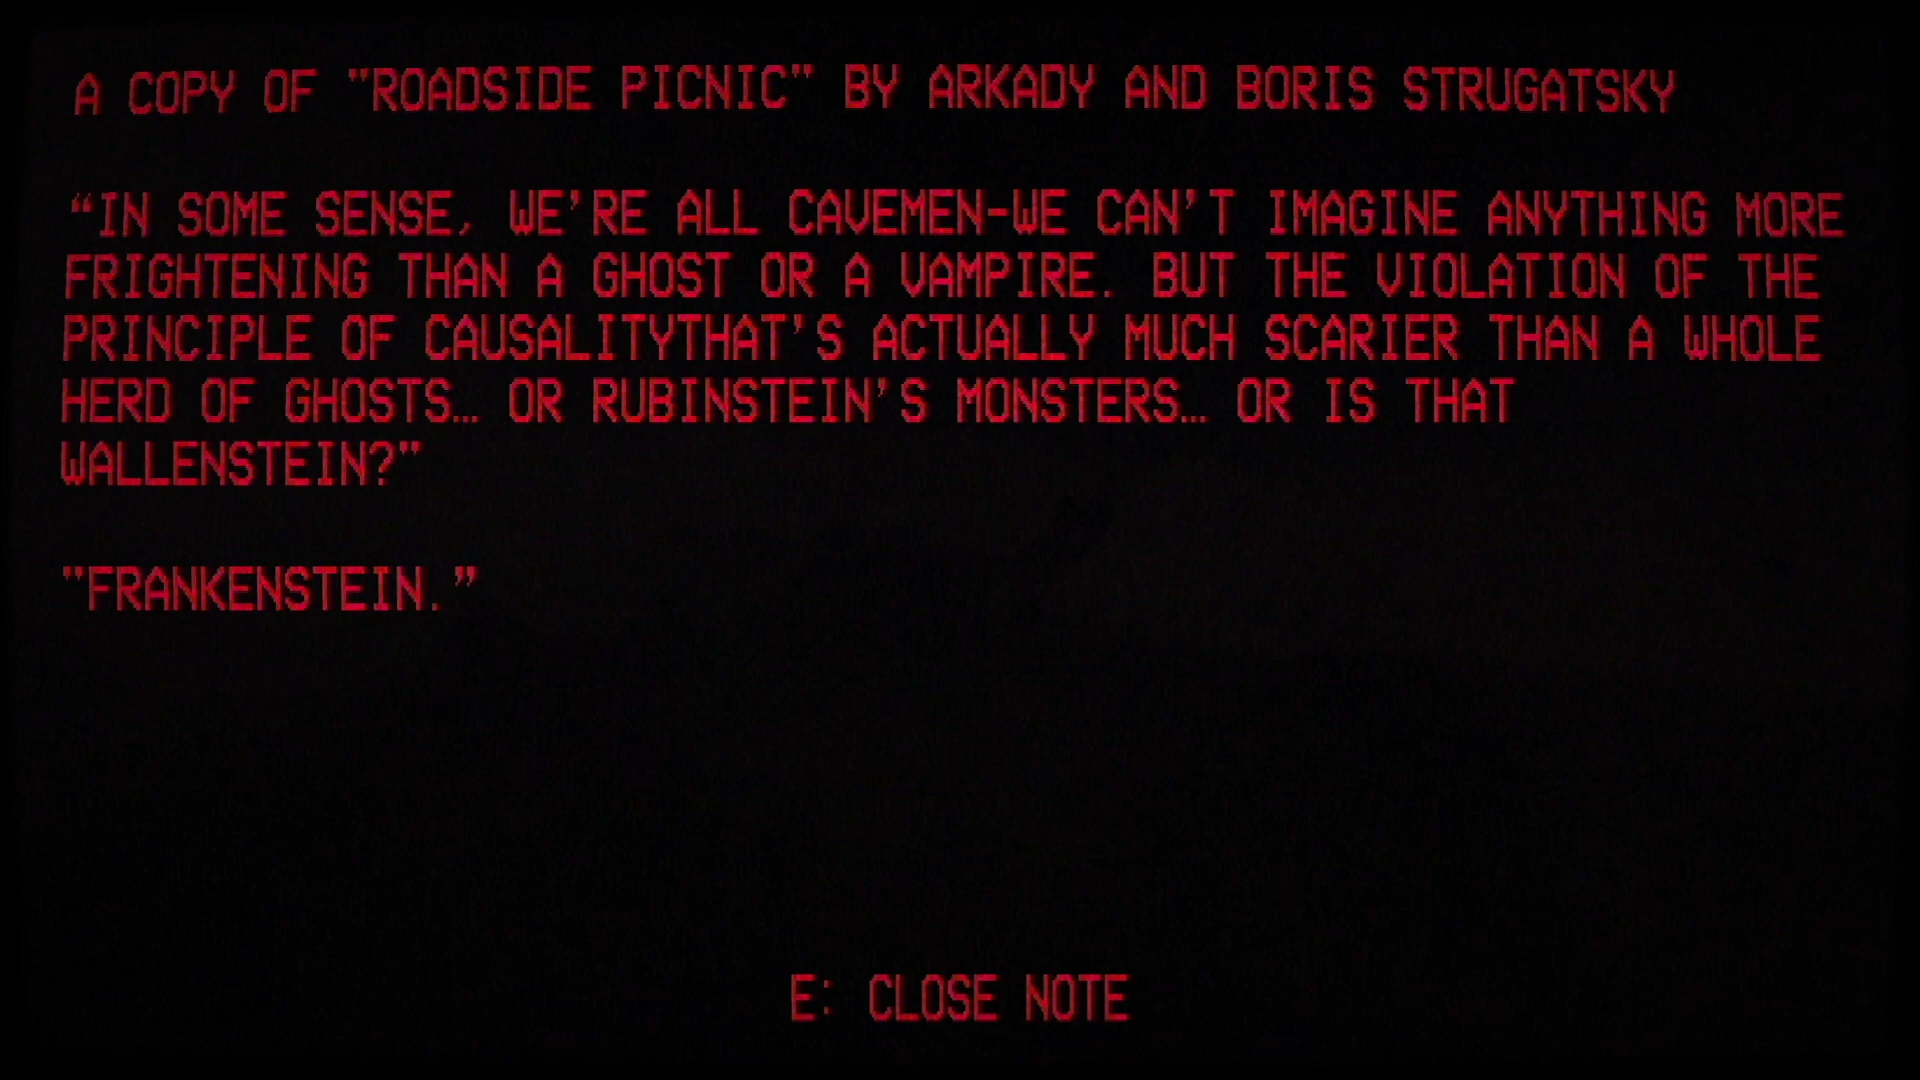 A COPY OF "ROADSIDE PICNIC" BY ARKADY AND BORIS STRUGATSKY
“IN SOME SENSE, WE’RE ALL CAVEMEN-WE CAN’T IMAGINE ANYTHING MORE
FRIGHTENING THAN A GHOST OR A VAMPIRE. BUT THE VIOLATION OF THE
PRINCIPLE OF CAUSALITYTHAT’S ACTUALLY MUCH SCARIER THAN A WHOLE
HERD OF GHOSTS… OR RUBINSTEIN’S MONSTERS… OR IS THAT
WALLENSTEIN?"
"FRANKENSTEIN.”
E: CLOSE NOTE